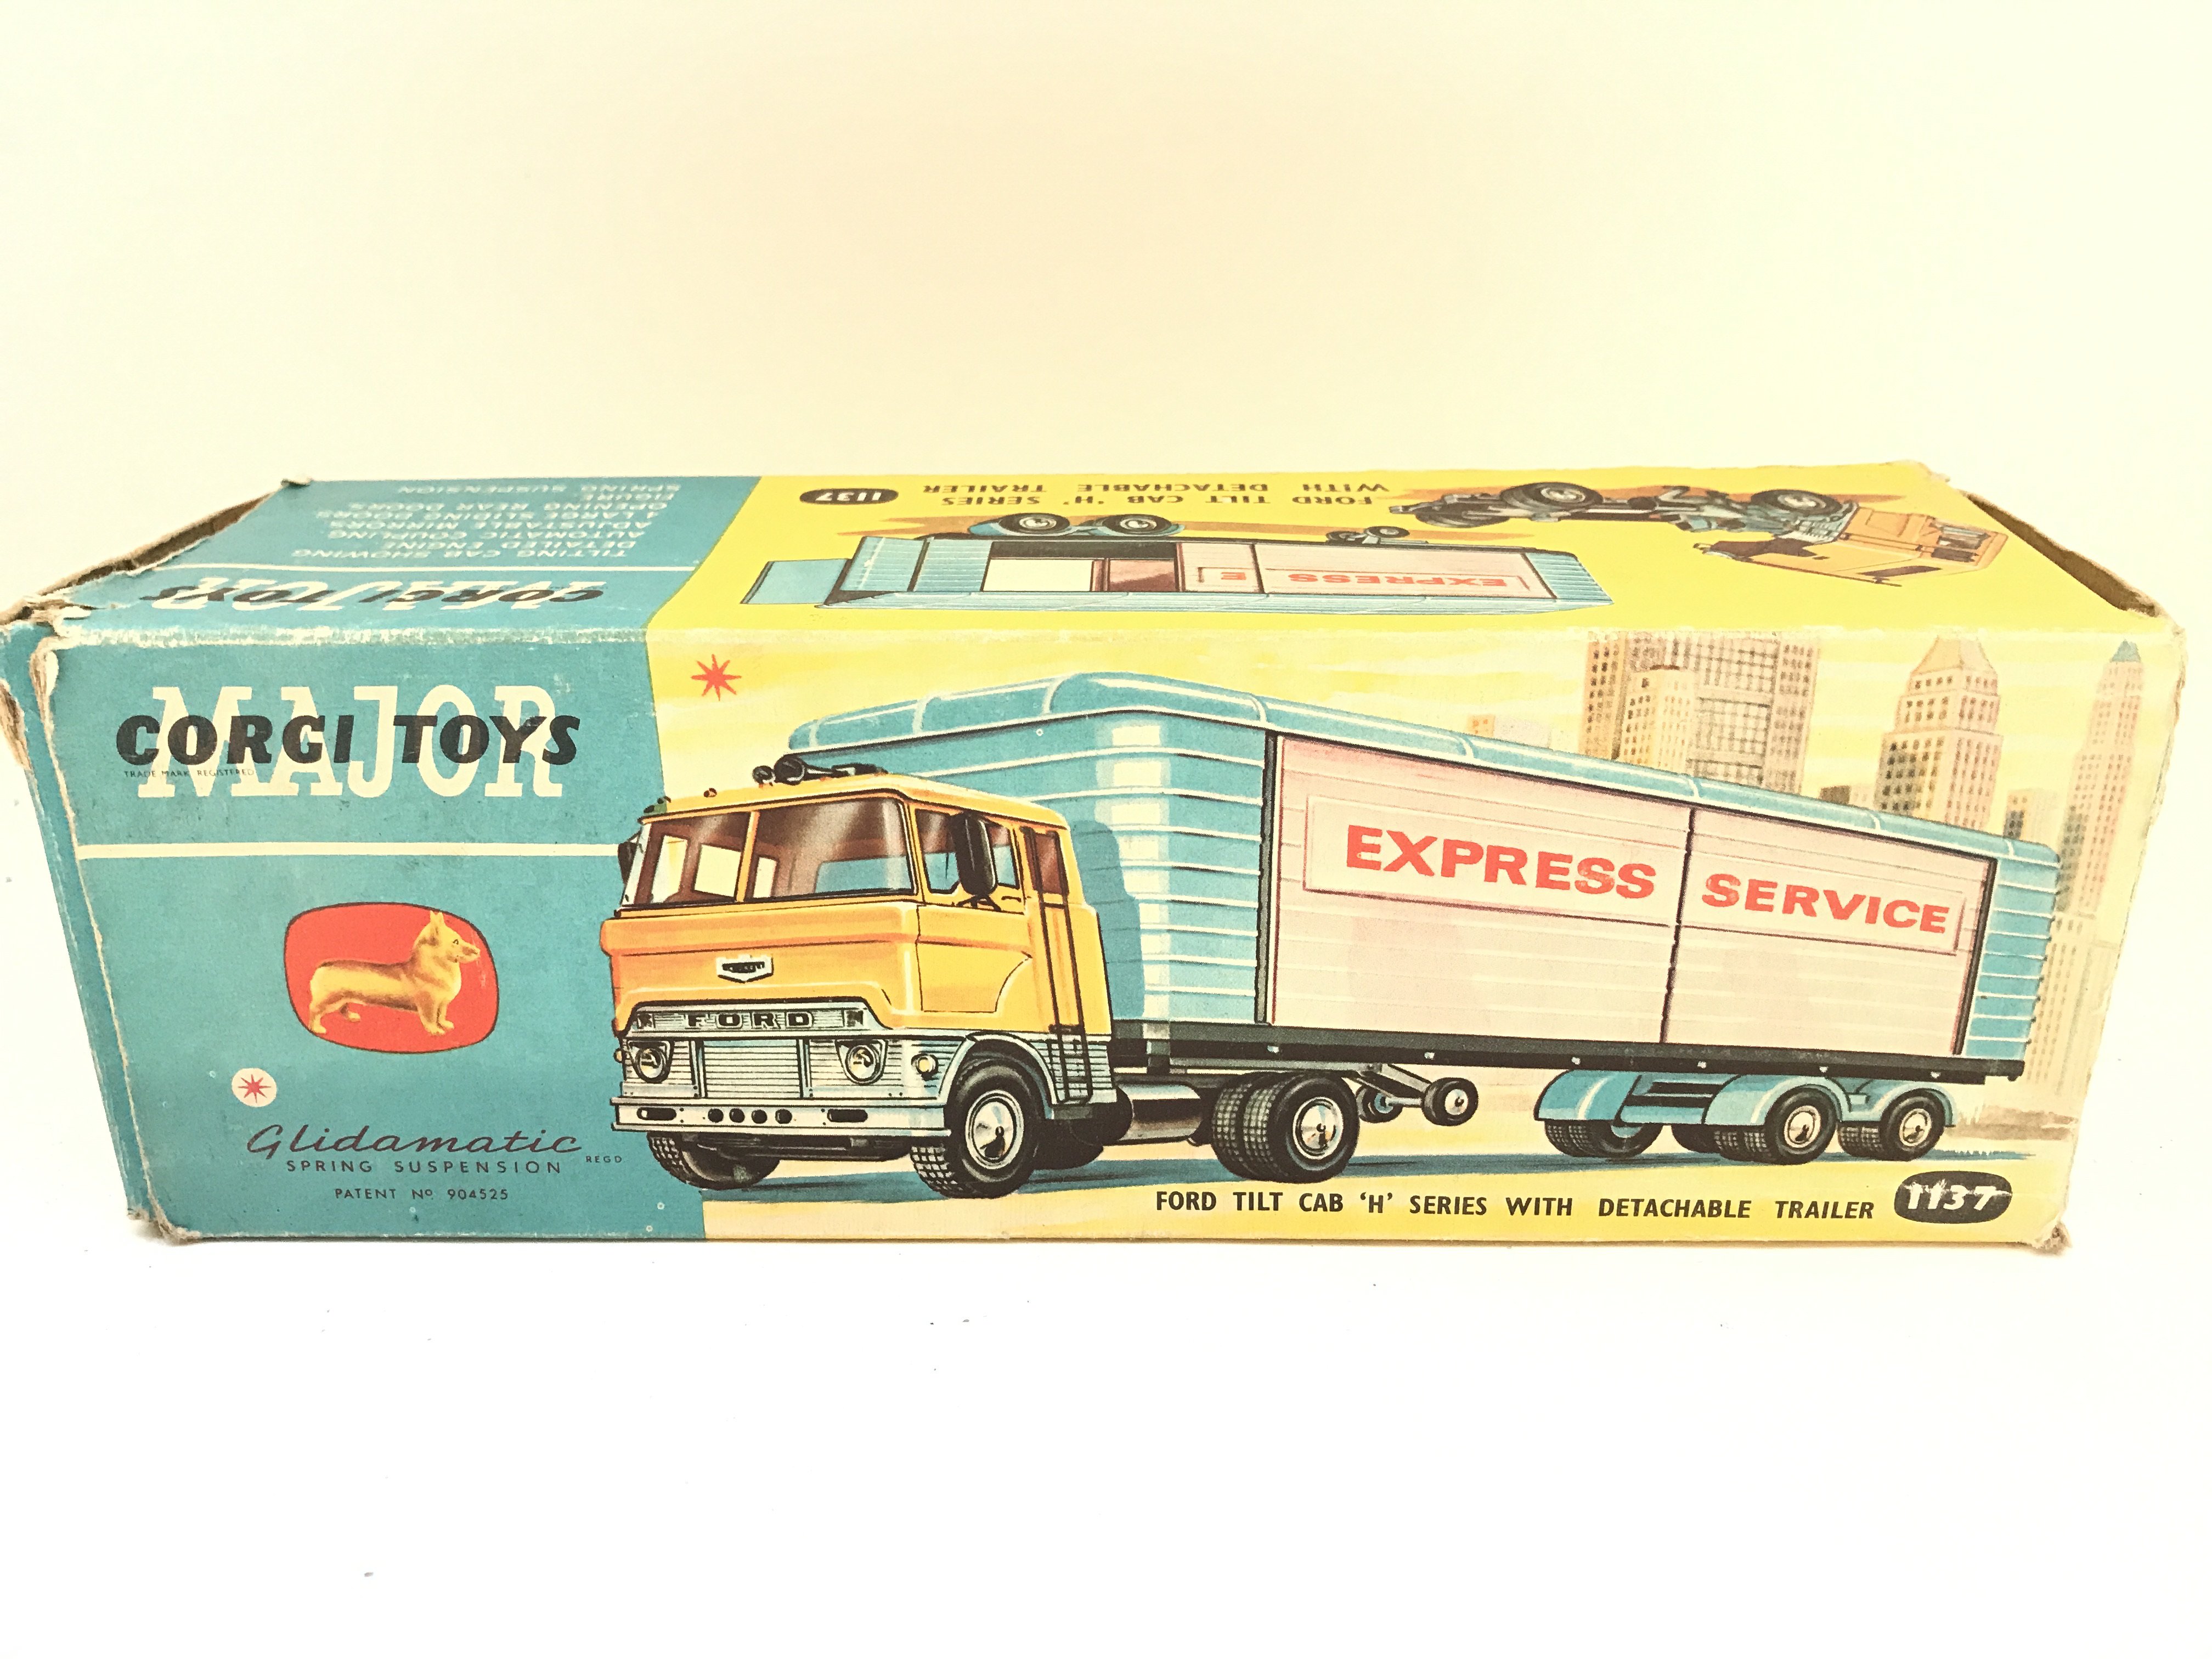 SPRING SUSPENSION
FIGURE
OPENING REAR DOORS
SLIDING SIDE DOORS
ADJUSTABLE MIRRORS
AUTOMATIC COUPLING
DETAILED ENGINE
TILTING CAB SHOWING
CORGI TOYS
1137
FORD TILT CAB 'H' SERIES
WITH DETACHABLE TRAILER
EXPRESS E
MAJOR
CORGI TOYS
TRADE MARK REGISTERED
EXPRESS SERVICE
FORD
Glidamatic
SPRING SUSPENSION REGD.
PATENT Nº 904525
FORD TILT CAB 'H' SERIES WITH DETACHABLE TRAILER 1137